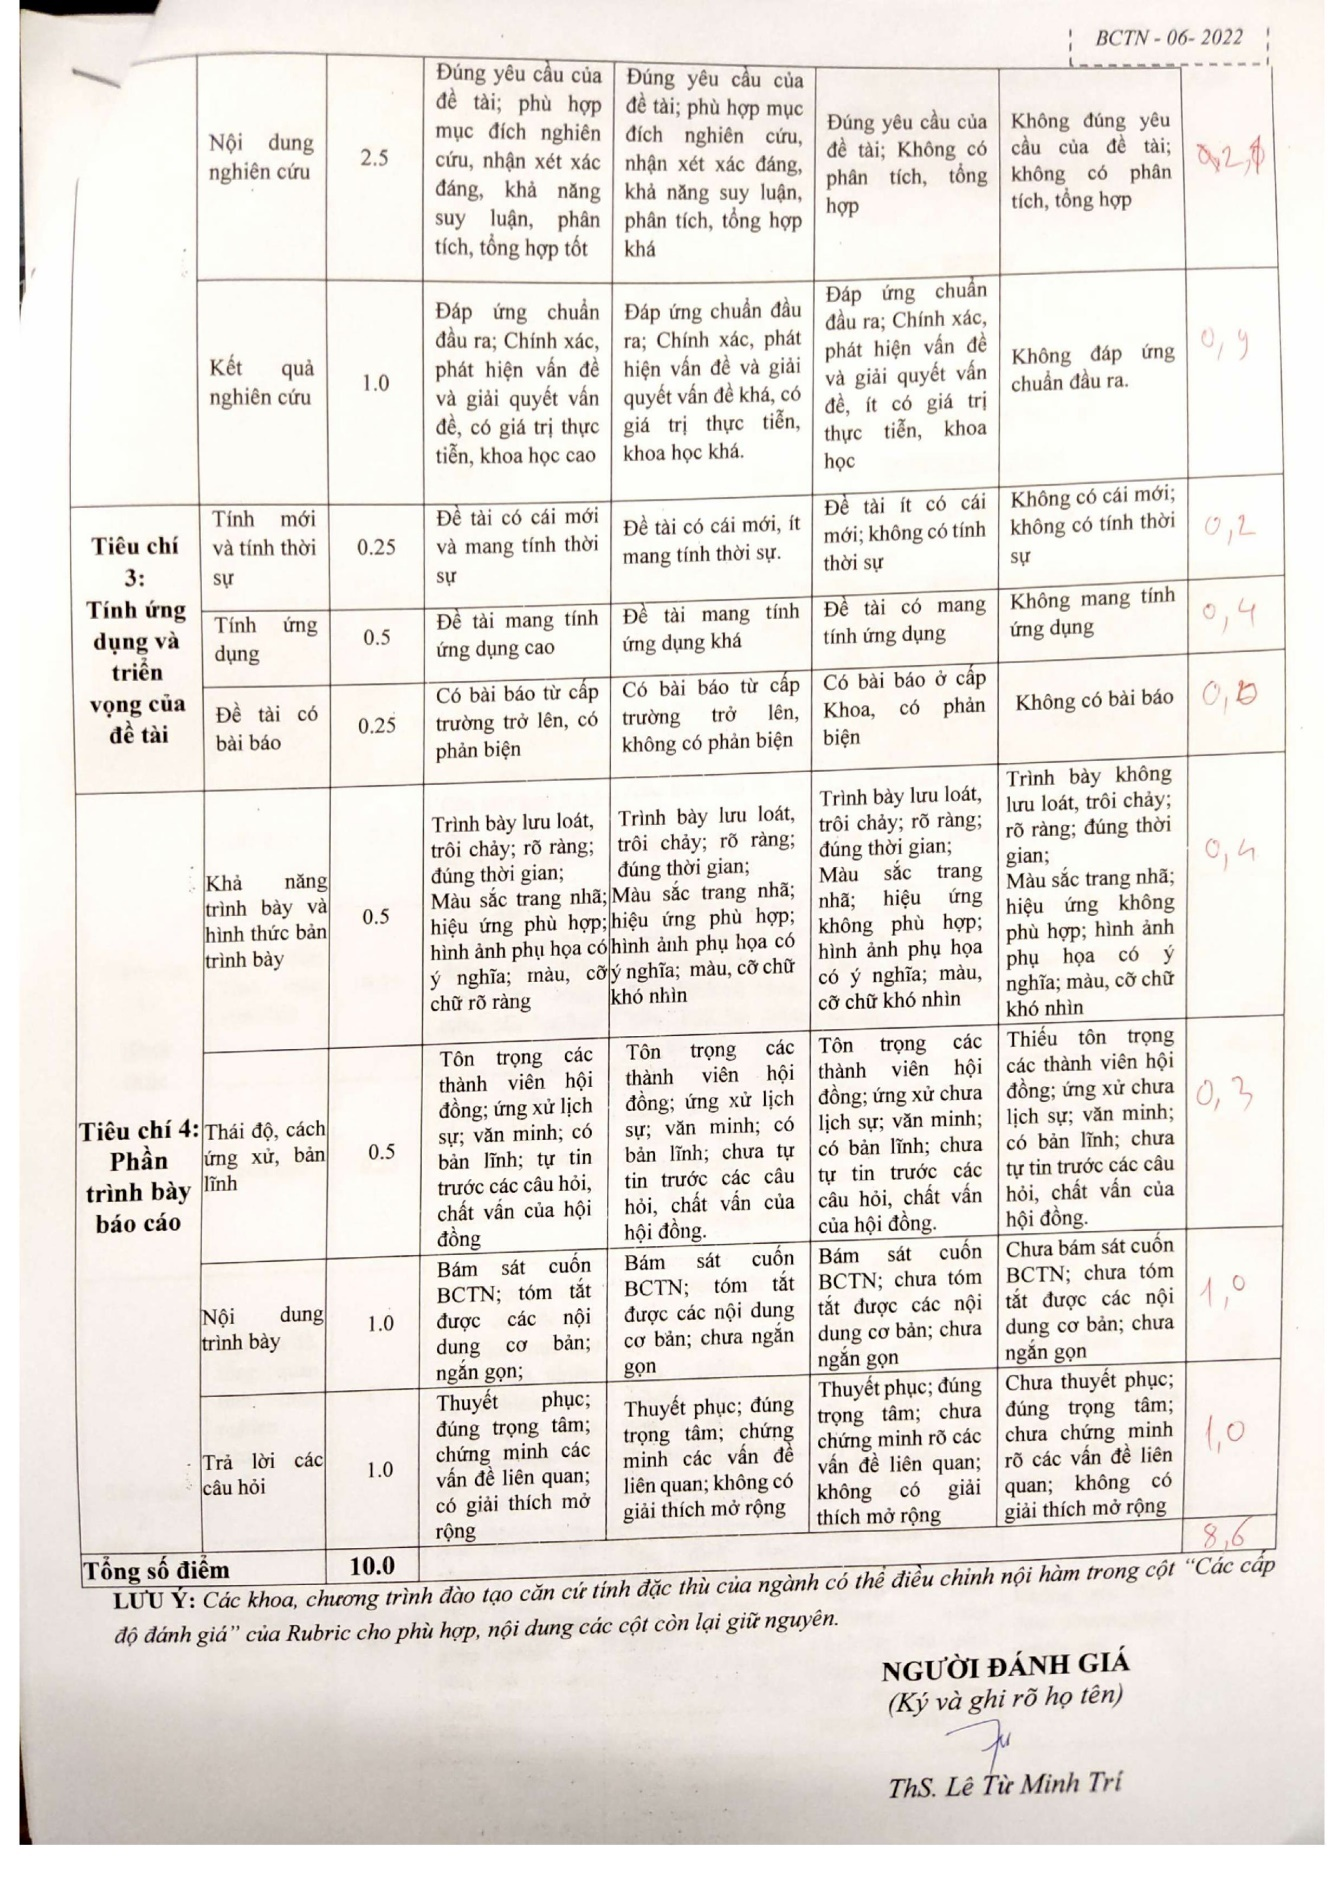 BCTN - 06- 2022
Nội dung
nghiên cứu
2.5
Đúng yêu cầu của
đề tài; phù hợp
mục đích nghiên
cứu, nhận xét xác
đáng, khả năng
suy luận, phân
tích, tổng hợp tốt
Đúng yêu cầu của
đề tài; phù hợp mục
đích nghiên cứu,
nhận xét xác đáng,
khả năng suy luận,
phân tích, tổng hợp
khá
Đúng yêu cầu của
đề tài; Không có
phân tích, tổng
hợp
Không đúng yêu
cầu của đề tài;
không có phân
tích, tổng hợp
Kết quả
nghiên cứu
1.0
Đáp ứng chuẩn
đầu ra; Chính xác,
phát hiện vấn đề
và giải quyết vấn
đề, có giá trị thực
tiễn, khoa học cao
Đáp ứng chuẩn đầu
ra; Chính xác, phát
hiện vấn đề và giải
quyết vấn đề khá, có
giá trị thực tiễn,
khoa học khá.
Đáp ứng chuẩn
đầu ra; Chính xác,
phát hiện vấn đề
và giải quyết vấn
đề, ít có giá trị
thực tiễn, khoa
học
Không đáp ứng
chuẩn đầu ra.
0,9
Tiêu chí
3:
Tính ứng
dụng và
triển
vọng của
đề tài
Tính mới
và tính thời
sự
0.25
Đề tài có cái mới
và mang tính thời
sự
Đề tài có cái mới, ít
mang tính thời sự.
Đề tài ít có cái
mới; không có tính
thời sự
Không có cái mới;
không có tính thời
sự
0,2
Tính ứng
dụng
0.5
Đề tài mang tính
ứng dụng cao
Đề tài mang tính
ứng dụng khá
Đề tài có mang
tính ứng dụng
Không mang tính
ứng dụng
0,4
Đề tài có
bài báo
0.25
Có bài báo từ cấp
trường trở lên, có
phản biện
Có bài báo từ cấp
trường trở lên,
không có phản biện
Có bài báo ở cấp
Khoa, có phản
biện
Không có bài báo
Tiêu chí 4:
Phần
trình bày
báo cáo
Khả năng
trình bày và
hình thức bản
trình bày
0.5
Trình bày lưu loát,
trôi chảy; rõ ràng;
đúng thời gian;
Màu sắc trang nhã;
hiệu ứng phù hợp;
hình ảnh phụ họa có
ý nghĩa; màu, cỡ
chữ rõ ràng
Trình bày lưu loát,
trôi chảy; rõ ràng;
đúng thời gian;
Màu sắc trang nhã;
hiệu ứng phù hợp;
hình ảnh phụ họa có
ý nghĩa; màu, cỡ chữ
khó nhìn
Trình bày lưu loát,
trôi chảy; rõ ràng;
đúng thời gian;
Màu sắc trang
nhã; hiệu ứng
không phù hợp;
hình ảnh phụ họa
có ý nghĩa; màu,
cỡ chữ khó nhìn
Trình bày không
lưu loát, trôi chảy;
rõ ràng; đúng thời
gian;
Màu sắc trang nhã;
hiệu ứng không
phù hợp; hình ảnh
phụ họa có ý
nghĩa; màu, cỡ chữ
khó nhìn
0,4
Thái độ, cách
ứng xử, bản
lĩnh
0.5
Tôn trọng các
thành viên hội
đồng; ứng xử lịch
sự; văn minh; có
bản lĩnh; tự tin
trước các câu hỏi,
chất vấn của hội
đồng
Tôn trọng các
thành viên hội
đồng; ứng xử lịch
sự; văn minh; có
bản lĩnh; chưa tự
tin trước các câu
hỏi, chất vấn của
hội đồng.
Tôn trọng các
thành viên hội
đồng; ứng xử chưa
lịch sự; văn minh;
có bản lĩnh; chưa
tự tin trước các
câu hỏi, chất vấn
của hội đồng.
Thiếu tôn trọng
các thành viên hội
đồng; ứng xử chưa
lịch sự; văn minh;
có bản lĩnh; chưa
tự tin trước các câu
hỏi, chất vấn của
hội đồng.
0,3
Nội dung
trình bày
1.0
Bám sát cuốn
BCTN; tóm tắt
được các nội
dung cơ bản;
ngắn gọn;
Bám sát cuốn
BCTN; tóm tắt
được các nội dung
cơ bản; chưa ngắn
gọn
Bám sát cuốn
BCTN; chưa tóm
tắt được các nội
dung cơ bản; chưa
ngắn gọn
Chưa bám sát cuốn
BCTN; chưa tóm
tắt được các nội
dung cơ bản; chưa
ngắn gọn
1,0
Trả lời các
câu hỏi
1.0
Thuyết phục;
đúng trọng tâm;
chứng minh các
vấn đề liên quan;
có giải thích mở
rộng
Thuyết phục; đúng
trọng tâm; chứng
minh các vấn đề
liên quan; không có
giải thích mở rộng
Thuyết phục; đúng
trọng tâm; chưa
chứng minh rõ các
vấn đề liên quan;
không có giải
thích mở rộng
Chưa thuyết phục;
đúng trọng tâm;
chưa chứng minh
rõ các vấn đề liên
quan; không có
giải thích mở rộng
1,0
Tổng số điểm
10.0
8,6
LƯU Ý: Các khoa, chương trình đào tạo căn cứ tính đặc thù của ngành có thể điều chỉnh nội hàm trong cột “Các cấp
độ đánh giá” của Rubric cho phù hợp, nội dung các cột còn lại giữ nguyên.
NGƯỜI ĐÁNH GIÁ
(Ký và ghi rõ họ tên)
ThS. Lê Từ Minh Trí